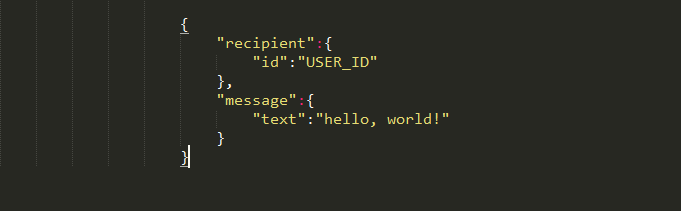 {
"recipient":{
"id":"USER_ID"
},
"message":{
"text":"hello, world!"
}
}